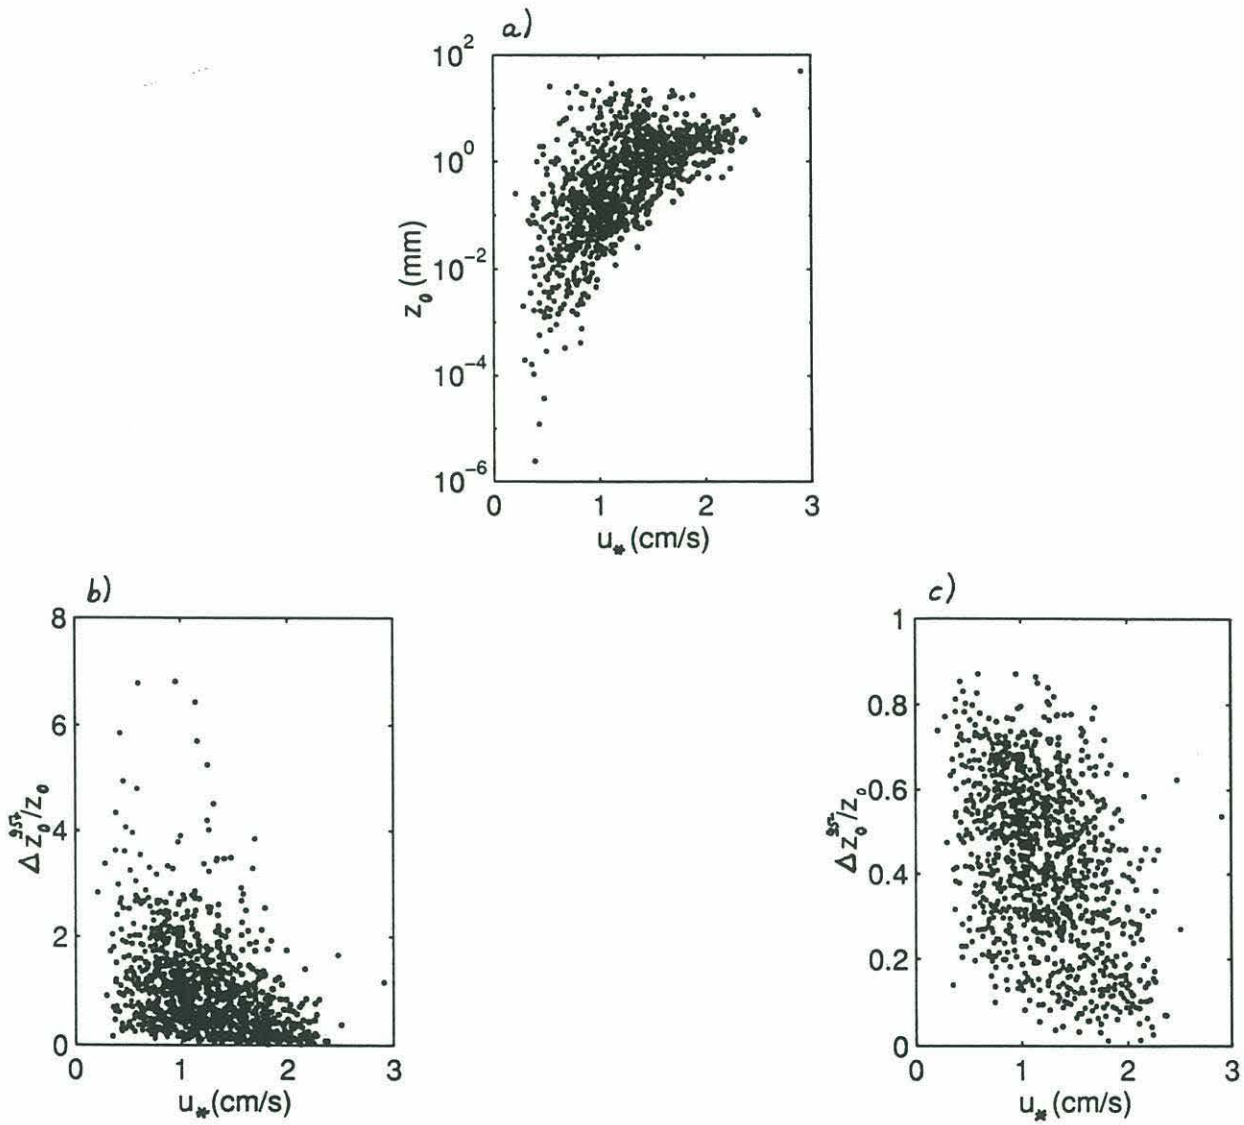 a)
10² 10⁰ 10⁻² 10⁻⁴ 10⁻⁶
z₀ (mm)
0 1 2 3
u* (cm/s)
b)
8 6 4 2 0
Δ z₀^95%/z₀
0 1 2 3
u* (cm/s)
c)
1 0.8 0.6 0.4 0.2 0
Δ z₀^95%/z₀
0 1 2 3
u* (cm/s)